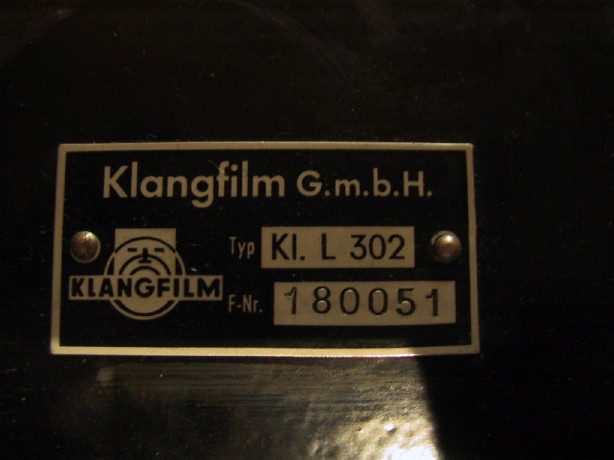 Klangfilm G.m.b.H.
Typ Kl. L 302
KLANGFILM
F-Nr. 180051